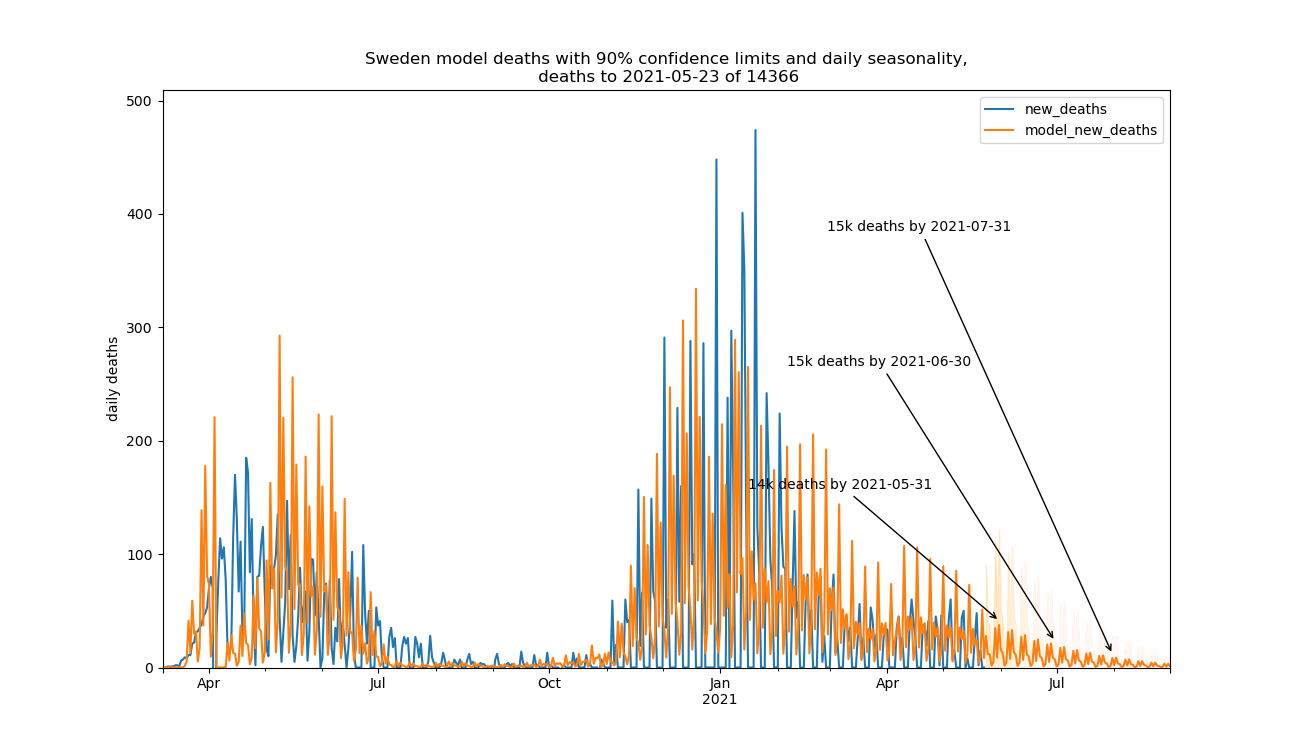 Sweden model deaths with 90% confidence limits and daily seasonality,
deaths to 2021-05-23 of 14366
500
400
300
200
100
0
daily deaths
new_deaths
model_new_deaths
15k deaths by 2021-07-31
15k deaths by 2021-06-30
14k deaths by 2021-05-31
Apr Jul Oct Jan Apr Jul
2021